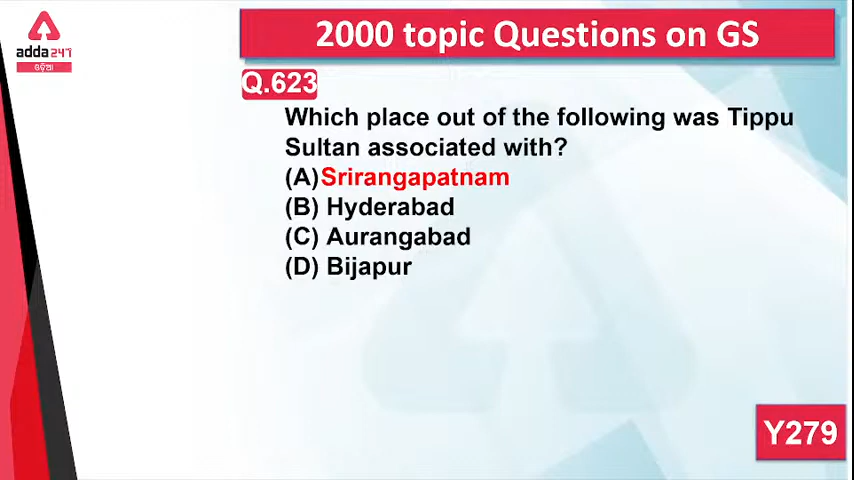 adda247
ଓଡ଼ିଆ
2000 topic Questions on GS
Q.623
Which place out of the following was Tippu
Sultan associated with?
(A)Srirangapatnam
(B) Hyderabad
(C) Aurangabad
(D) Bijapur
Y279